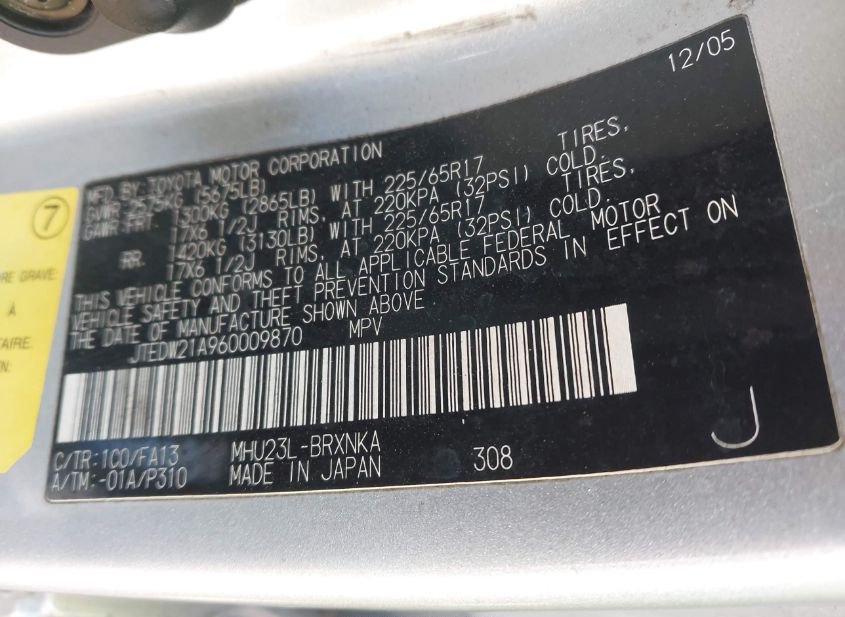 12/05
MFD. BY: TOYOTA MOTOR CORPORATION
GVWR 2575KG (5675LB)
GAWR FRT 1300KG (2865LB) WITH 225/65R17 TIRES,
17X6 1/2J RIMS, AT 220KPA (32PSI) COLD.
RR. 1420KG (3130LB) WITH 225/65R17 TIRES,
17X6 1/2J RIMS, AT 220KPA (32PSI) COLD.
THIS VEHICLE CONFORMS TO ALL APPLICABLE FEDERAL MOTOR
VEHICLE SAFETY AND THEFT PREVENTION STANDARDS IN EFFECT ON
THE DATE OF MANUFACTURE SHOWN ABOVE.
JTEDW21A960009870 MPV
C/TR:1C0/FA13 MHU23L-BRXNKA
A/TM:-01A/P310 MADE IN JAPAN 308
J
7
GRAVE:
À